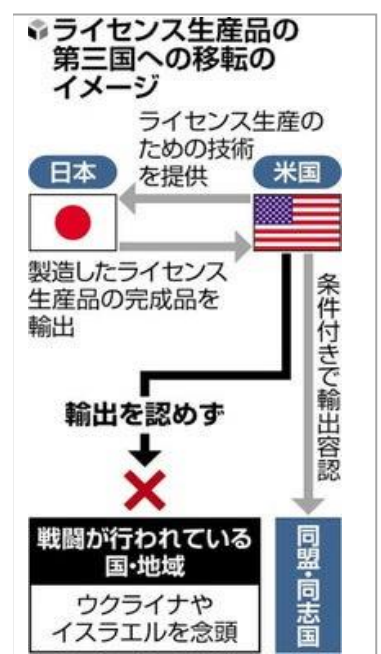 ライセンス生産品の
第三国への移転の
イメージ
ライセンス生産の
ための技術
を提供
日本
米国
製造したライセンス
生産品の完成品を
輸出
条件付きで輸出容認
輸出を認めず
戦闘が行われている
国・地域
ウクライナや
イスラエルを念頭
同盟・同志国